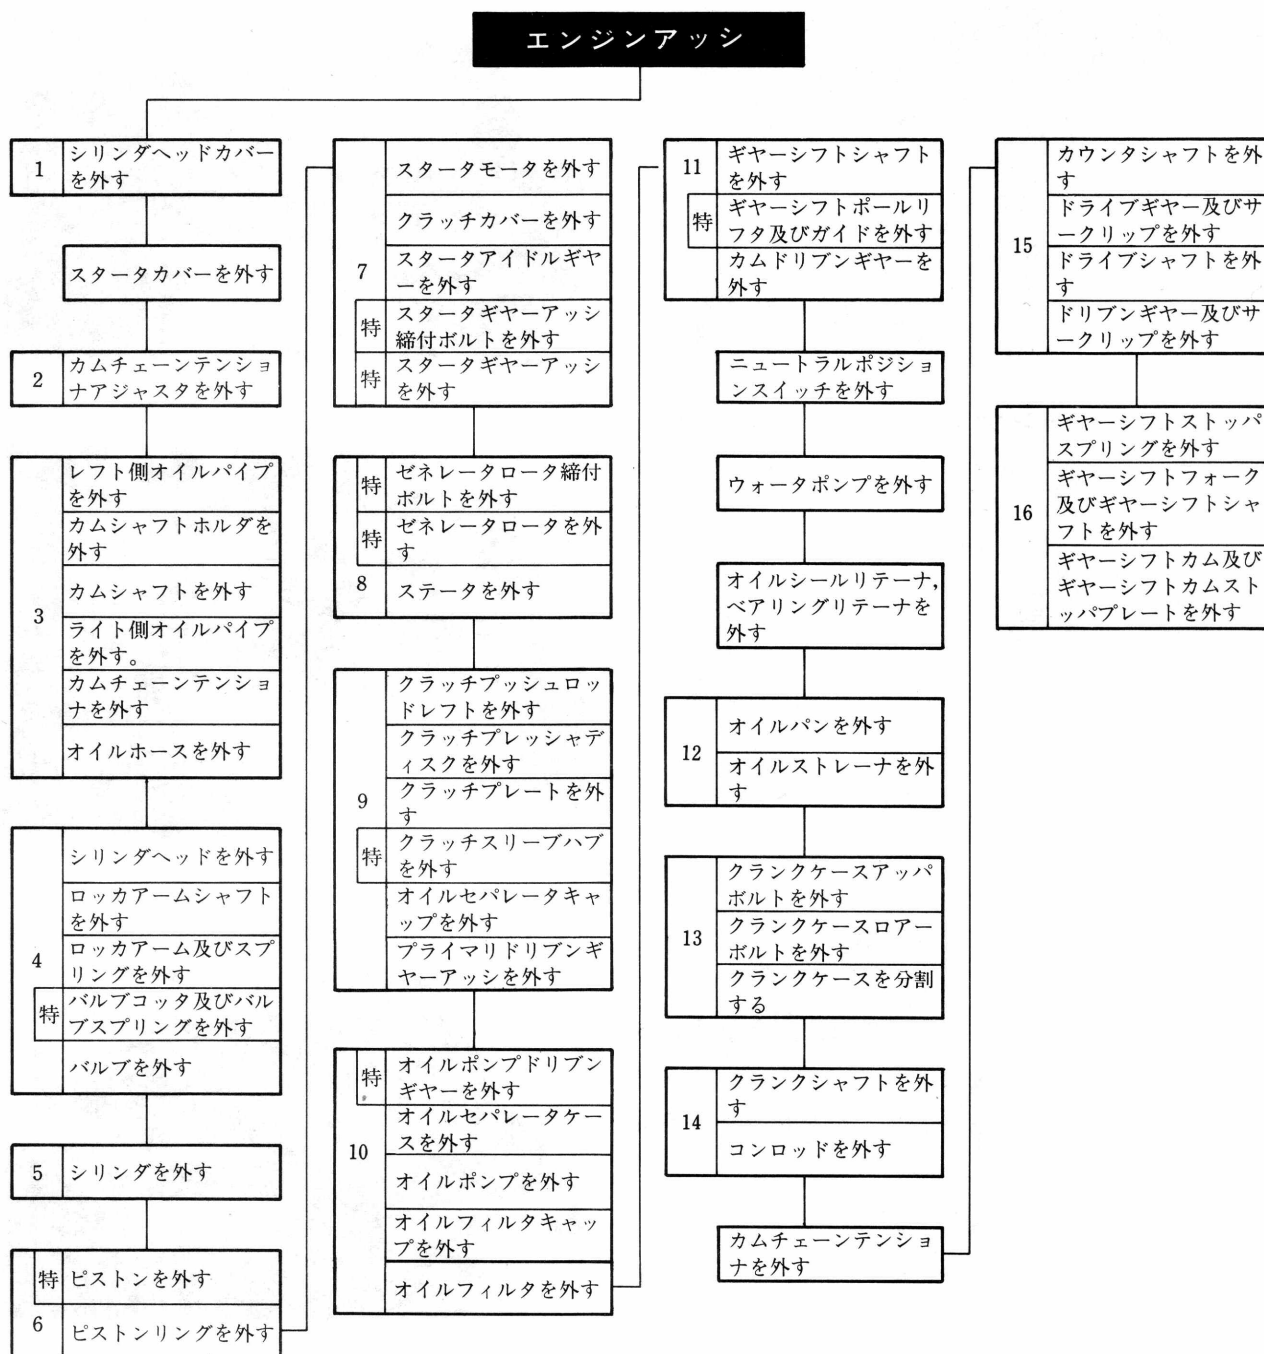 エンジンアッシ
1
シリンダヘッドカバー
を外す
スタータカバーを外す
2
カムチェーンテンショ
ナアジャスタを外す
3
レフト側オイルパイプ
を外す
カムシャフトホルダを
外す
カムシャフトを外す
ライト側オイルパイプ
を外す。
カムチェーンテンショ
ナを外す
オイルホースを外す
4
シリンダヘッドを外す
ロッカアームシャフト
を外す
ロッカアーム及びスプ
リングを外す
特
バルブコッタ及びバル
ブスプリングを外す
バルブを外す
5
シリンダを外す
6
特
ピストンを外す
ピストンリングを外す
7
スタータモータを外す
クラッチカバーを外す
スタータアイドルギヤ
ーを外す
特
スタータギヤーアッシ
締付ボルトを外す
特
スタータギヤーアッシ
を外す
8
特
ゼネレータロータ締付
ボルトを外す
特
ゼネレータロータを外
す
ステータを外す
9
クラッチプッシュロッ
ドレフトを外す
クラッチプレッシャデ
ィスクを外す
クラッチプレートを外
す
特
クラッチスリーブハブ
を外す
オイルセパレータキャ
ップを外す
プライマリドリブンギ
ヤーアッシを外す
10
特
オイルポンプドリブン
ギヤーを外す
オイルセパレータケー
スを外す
オイルポンプを外す
オイルフィルタキャッ
プを外す
オイルフィルタを外す
11
ギヤーシフトシャフト
を外す
特
ギヤーシフトポールリ
フタ及びガイドを外す
カムドリブンギヤーを
外す
ニュートラルポジショ
ンスイッチを外す
ウォータポンプを外す
オイルシールリテーナ,
ベアリングリテーナを
外す
12
オイルパンを外す
オイルストレーナを外
す
13
クランクケースアッパ
ボルトを外す
クランクケースロアー
ボルトを外す
クランクケースを分割
する
14
クランクシャフトを外
す
コンロッドを外す
カムチェーンテンショ
ナを外す
15
カウンタシャフトを外
す
ドライブギヤー及びサ
ークリップを外す
ドライブシャフトを外
す
ドリブンギヤー及びサ
ークリップを外す
16
ギヤーシフトストッパ
スプリングを外す
ギヤーシフトフォーク
及びギヤーシフトシャ
フトを外す
ギヤーシフトカム及び
ギヤーシフトカムスト
ッパプレートを外す